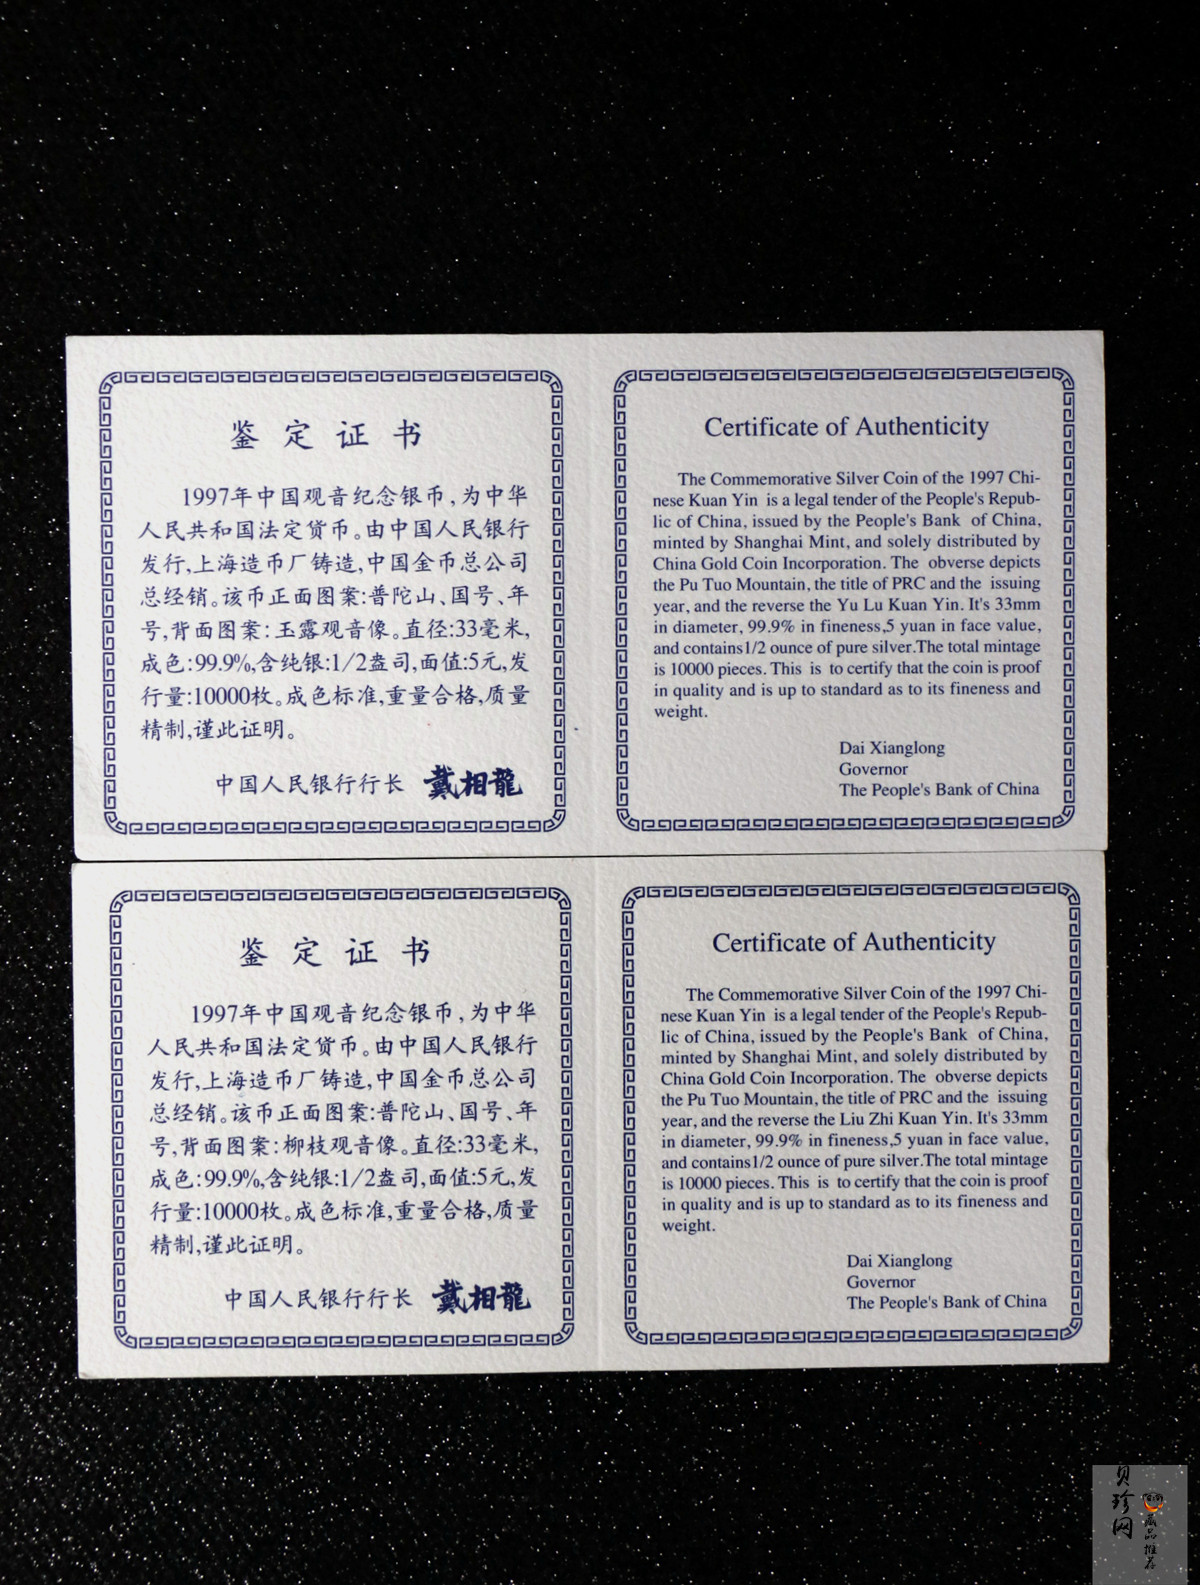 鉴定证书
1997年中国观音纪念银币,为中华
人民共和国法定货币。由中国人民银行
发行,上海造币厂铸造,中国金币总公司
总经销。该币正面图案:普陀山、国号、年
号,背面图案:玉露观音像。直径:33毫米,
成色:99.9%,含纯银:1/2盎司,面值:5元,发
行量:10000枚。成色标准,重量合格,质量
精制,谨此证明。
中国人民银行行长 戴相龍
Certificate of Authenticity
The Commemorative Silver Coin of the 1997 Chi-
nese Kuan Yin is a legal tender of the People's Repub-
lic of China, issued by the People's Bank of China,
minted by Shanghai Mint, and solely distributed by
China Gold Coin Incorporation. The obverse depicts
the Pu Tuo Mountain, the title of PRC and the issuing
year, and the reverse the Yu Lu Kuan Yin. It's 33mm
in diameter, 99.9% in fineness,5 yuan in face value,
and contains1/2 ounce of pure silver.The total mintage
is 10000 pieces. This is to certify that the coin is proof
in quality and is up to standard as to its fineness and
weight.
Dai Xianglong
Governor
The People's Bank of China
鉴定证书
1997年中国观音纪念银币,为中华
人民共和国法定货币。由中国人民银行
发行,上海造币厂铸造,中国金币总公司
总经销。该币正面图案:普陀山、国号、年
号,背面图案:柳枝观音像。直径:33毫米,
成色:99.9%,含纯银:1/2盎司,面值:5元,发
行量:10000枚。成色标准,重量合格,质量
精制,谨此证明。
中国人民银行行长 戴相龍
Certificate of Authenticity
The Commemorative Silver Coin of the 1997 Chi-
nese Kuan Yin is a legal tender of the People's Repub-
lic of China, issued by the People's Bank of China,
minted by Shanghai Mint, and solely distributed by
China Gold Coin Incorporation. The obverse depicts
the Pu Tuo Mountain, the title of PRC and the issuing
year, and the reverse the Liu Zhi Kuan Yin. It's 33mm
in diameter, 99.9% in fineness,5 yuan in face value,
and contains1/2 ounce of pure silver.The total mintage
is 10000 pieces. This is to certify that the coin is proof
in quality and is up to standard as to its fineness and
weight.
Dai Xianglong
Governor
The People's Bank of China
贝珍网
藏品推荐